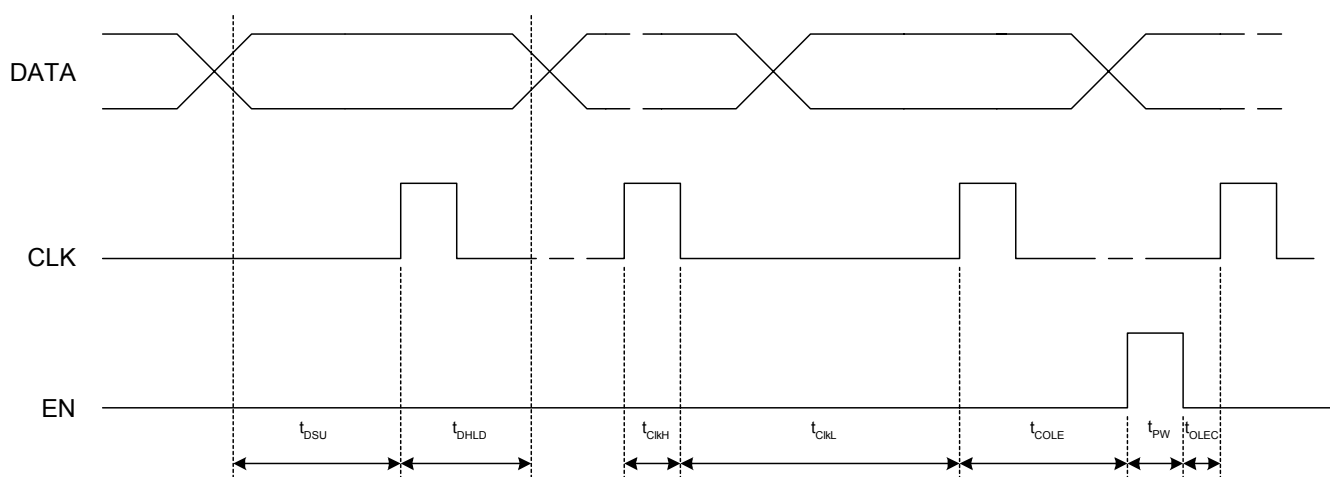 DATA
CLK
EN
tDSU
tDHLD
tClkH
tClkL
tCOLE
tPW
tOLEC